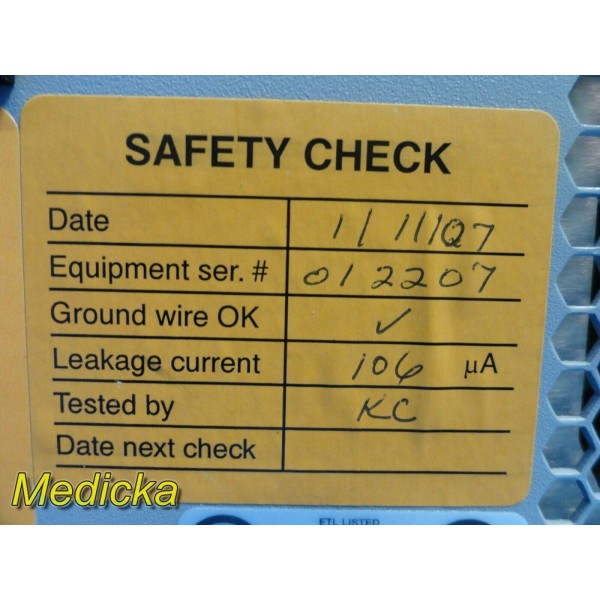 SAFETY CHECK
Date 1/11/07
Equipment ser. # 012207
Ground wire OK ✓
Leakage current 106 µA
Tested by KC
Date next check
Medicka
ETL LISTED